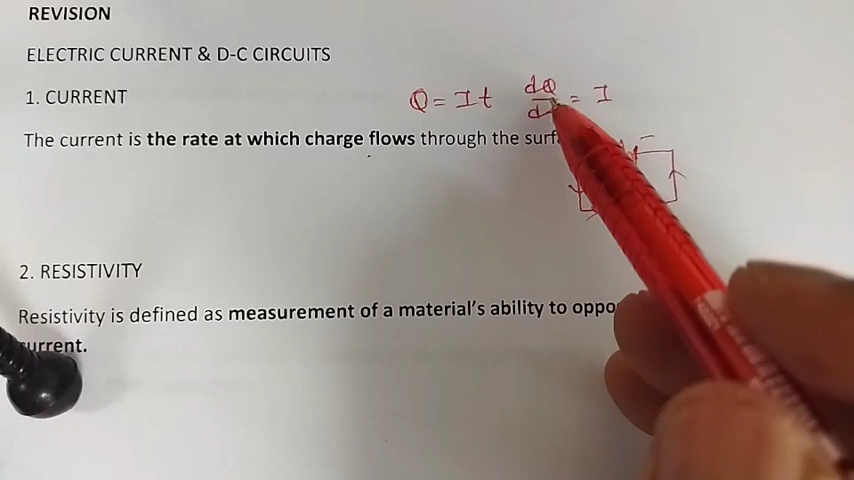 REVISION
ELECTRIC CURRENT & D-C CIRCUITS
1. CURRENT
Q = It dQ = I
The current is the rate at which charge flows through the
2. RESISTIVITY
Resistivity is defined as measurement of a material's ability to